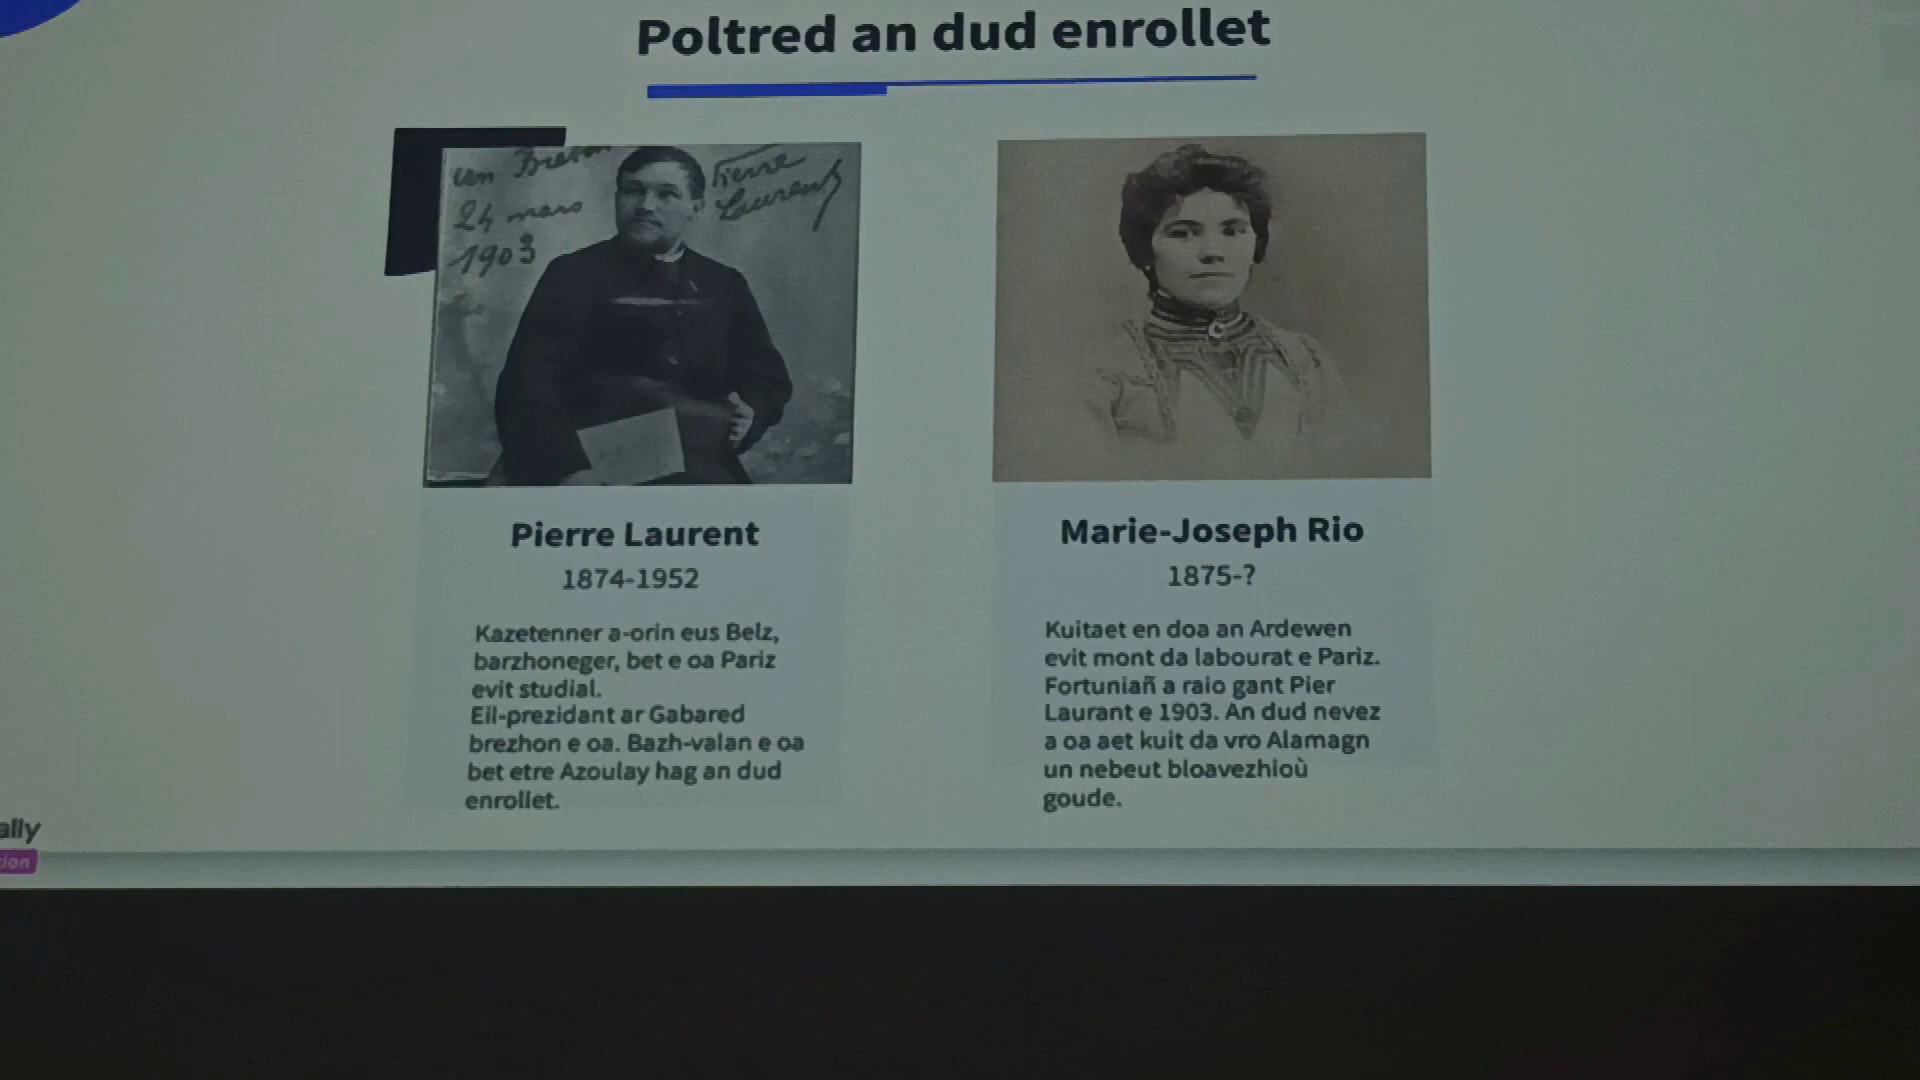 Poltred an dud enrollet
un Breton
24 mars
1903
Pierre
Laurent
Pierre Laurent
1874-1952
Kazetenner a-orin eus Belz,
barzhoneger, bet e oa Pariz
evit studial.
Eil-prezidant ar Gabared
brezhon e oa. Bazh-valan e oa
bet etre Azoulay hag an dud
enrollet.
Marie-Joseph Rio
1875-?
Kuitaet en doa an Ardewen
evit mont da labourat e Pariz.
Fortuniañ a raio gant Pier
Laurant e 1903. An dud nevez
a oa aet kuit da vro Alamagn
un nebeut bloavezhioù
goude.
ally
tion